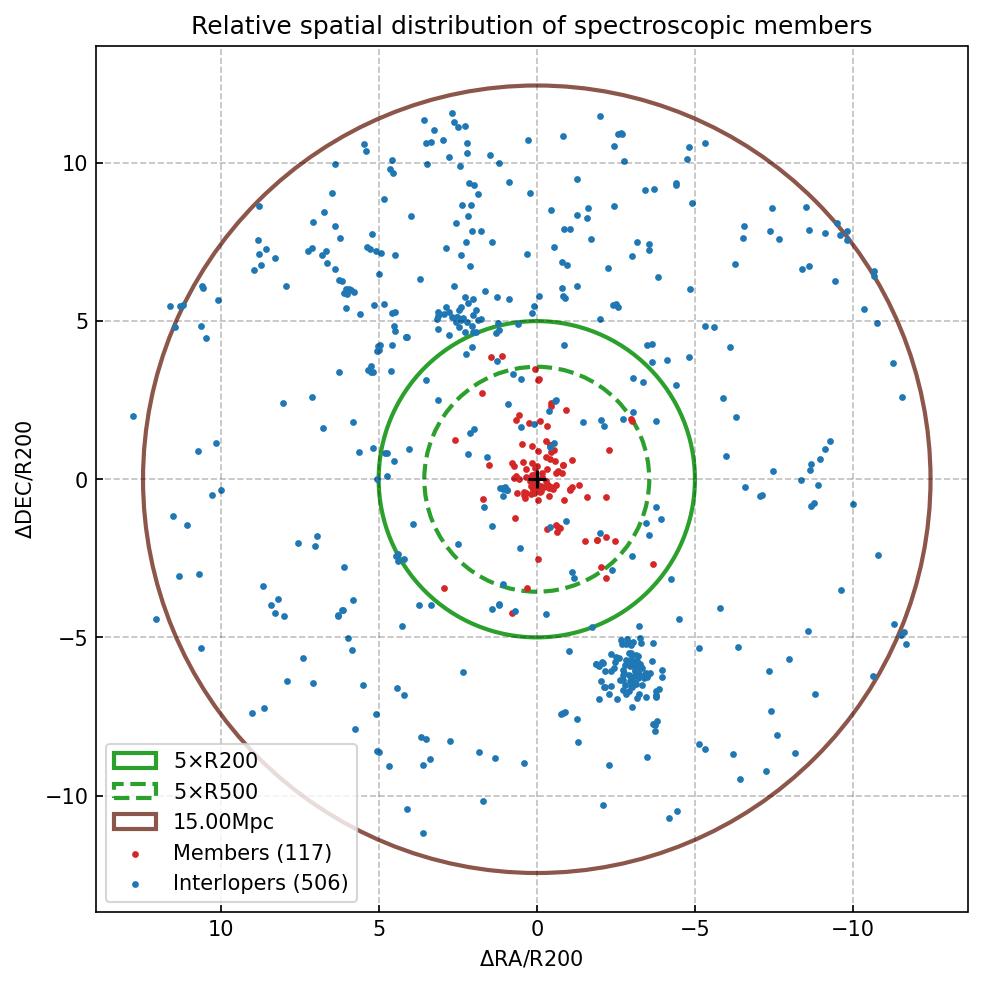 Relative spatial distribution of spectroscopic members
ΔDEC/R200
10
5
0
−5
−10
5×R200
5×R500
15.00Mpc
Members (117)
Interlopers (506)
10 5 0 −5 −10
ΔRA/R200